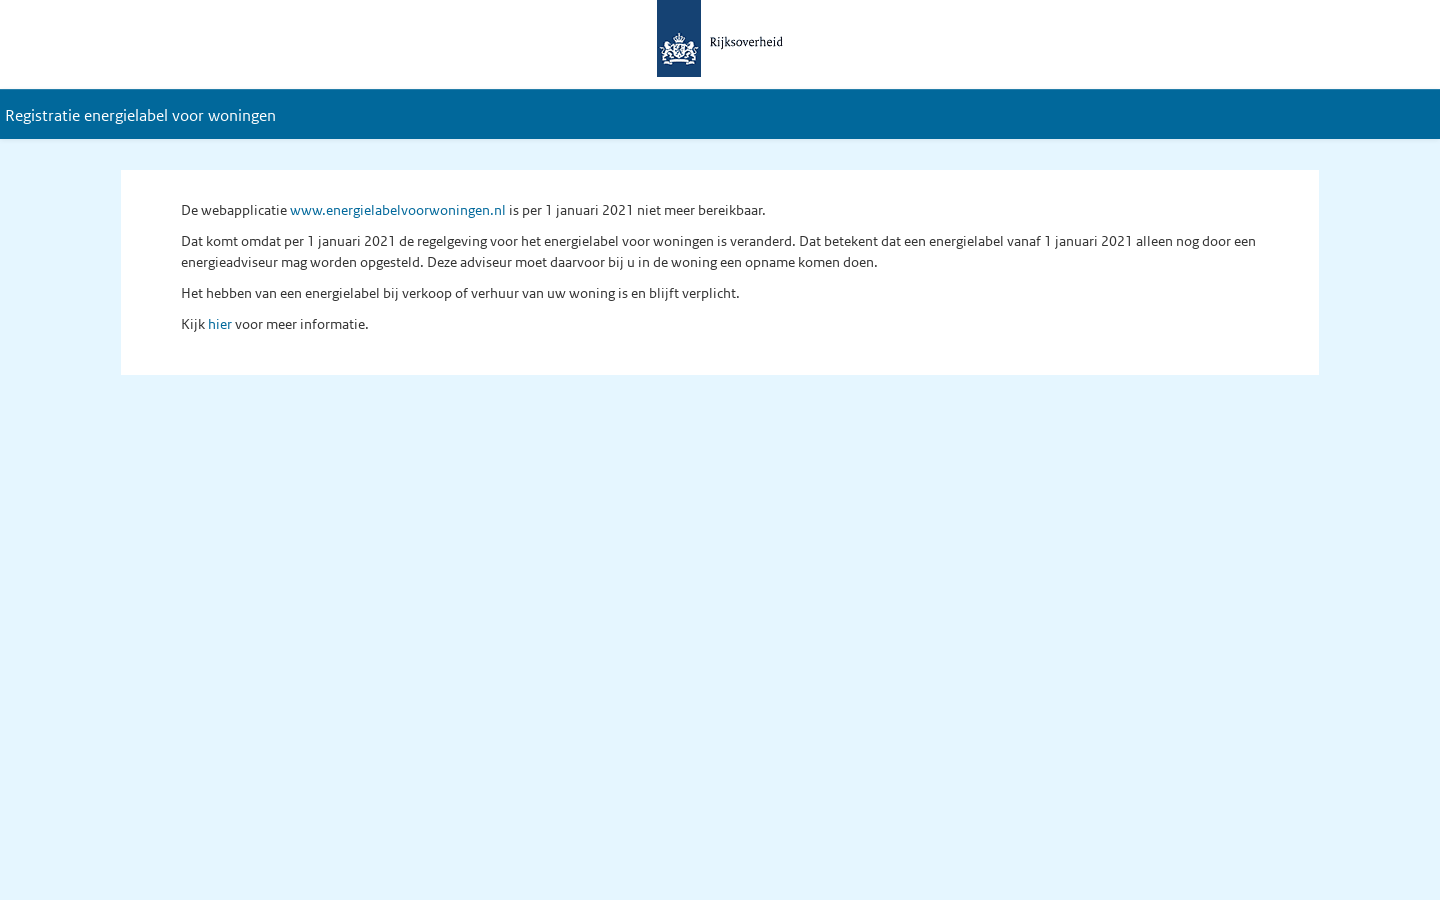 Rijksoverheid
Registratie energielabel voor woningen
De webapplicatie www.energielabelvoorwoningen.nl is per 1 januari 2021 niet meer bereikbaar.
Dat komt omdat per 1 januari 2021 de regelgeving voor het energielabel voor woningen is veranderd. Dat betekent dat een energielabel vanaf 1 januari 2021 alleen nog door een
energieadviseur mag worden opgesteld. Deze adviseur moet daarvoor bij u in de woning een opname komen doen.
Het hebben van een energielabel bij verkoop of verhuur van uw woning is en blijft verplicht.
Kijk hier voor meer informatie.